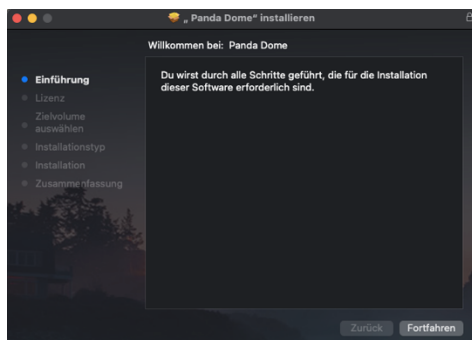 „ Panda Dome“ installieren
Willkommen bei: Panda Dome
Einführung
Lizenz
Zielvolume
auswählen
Installationstyp
Installation
Zusammenfassung
Du wirst durch alle Schritte geführt, die für die Installation
dieser Software erforderlich sind.
Zurück
Fortfahren